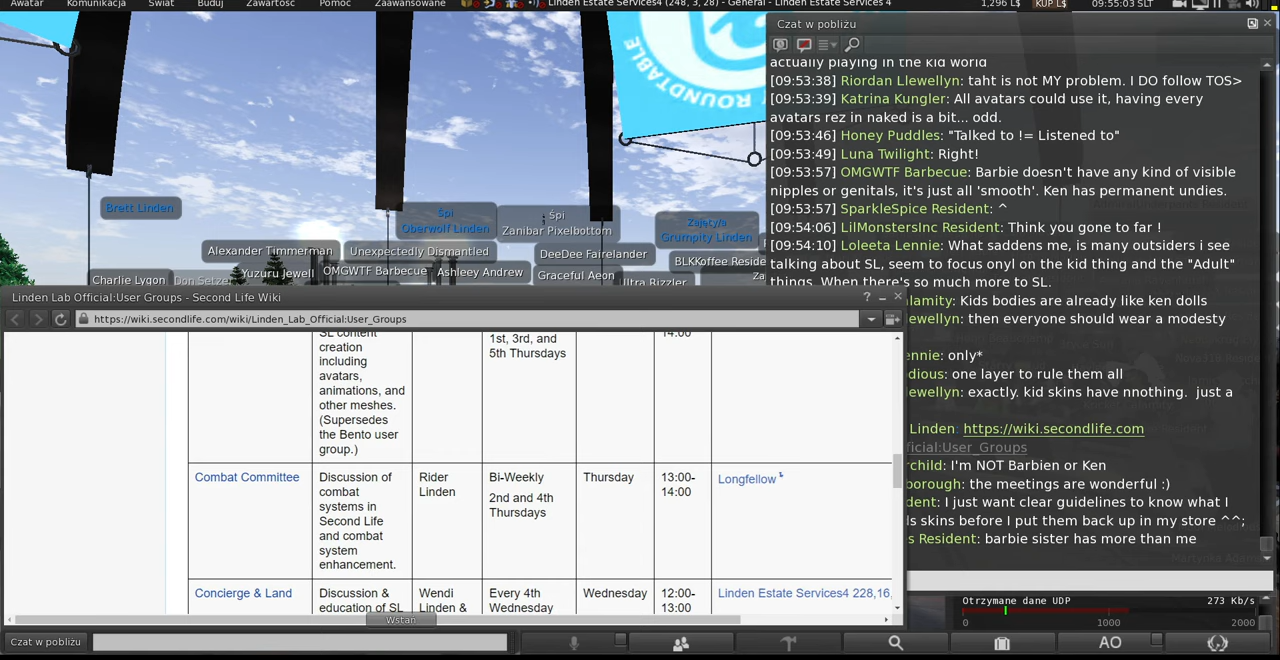 Awatar Komunikacja Świat Buduj Zawartość Pomoc Zaawansowane
Linden Estate Services4 (248, 3, 28) - General - Linden Estate Services 4
1,296 L$ KUP L$ 09:55:03 SLT
ROUNDTABLE
Brett Linden
Śpi
Oberwolf Linden
Śpi
Zanibar Pixelbottom
Zajęty/a
Grumpity Linden
Alexander Timmerman
Unexpectedly Dismantled
DeeDee Fairelander
BLKKoffee Reside
Charlie Lygon
Don Setzer
Yuzuru Jewell
OMGWTF Barbecue
Ashley Andrew
Graceful Aeon
Ultra Rizzler
Za
Czat w pobliżu
actually playing in the kid world
[09:53:38] Riordan Llewellyn: taht is not MY problem. I DO follow TOS>
[09:53:39] Katrina Kungler: All avatars could use it, having every
avatars rez in naked is a bit... odd.
[09:53:46] Honey Puddles: "Talked to != Listened to"
[09:53:49] Luna Twilight: Right!
[09:53:57] OMGWTF Barbecue: Barbie doesn't have any kind of visible
nipples or genitals, it's just all 'smooth'. Ken has permanent undies.
[09:53:57] SparkleSpice Resident: ^
[09:54:06] LilMonstersInc Resident: Think you gone to far !
[09:54:10] Loleeta Lennie: What saddens me, is many outsiders i see
talking about SL, seem to focus onyl on the kid thing and the "Adult"
things. When there's so much more to SL.
lamity: Kids bodies are already like ken dolls
ewellyn: then everyone should wear a modesty
ennie: only*
dious: one layer to rule them all
ewellyn: exactly. kid skins have nnothing. just a
Linden: https://wiki.secondlife.com
ficial:User_Groups
rchild: I'm NOT Barbien or Ken
borough: the meetings are wonderful :)
dent: I just want clear guidelines to know what I
ls skins before I put them back up in my store ^^;
s Resident: barbie sister has more than me
Linden Lab Official:User Groups - Second Life Wiki
? _ ×
https://wiki.secondlife.com/wiki/Linden_Lab_Official:User_Groups
SL content
creation
including
avatars,
animations, and
other meshes.
(Supersedes
the Bento user
group.)
1st, 3rd, and
5th Thursdays
14:00
Combat Committee
Discussion of
combat
systems in
Second Life
and combat
system
enhancement.
Rider
Linden
Bi-Weekly
2nd and 4th
Thursdays
Thursday
13:00-
14:00
Longfellow
Concierge & Land
Discussion &
education of SL
Wendi
Linden &
Every 4th
Wednesday
Wednesday
12:00-
13:00
Linden Estate Services4 228,16,
Wstań
Otrzymane dane UDP 273 Kb/s
0 1000 2000
Czat w pobliżu
AO